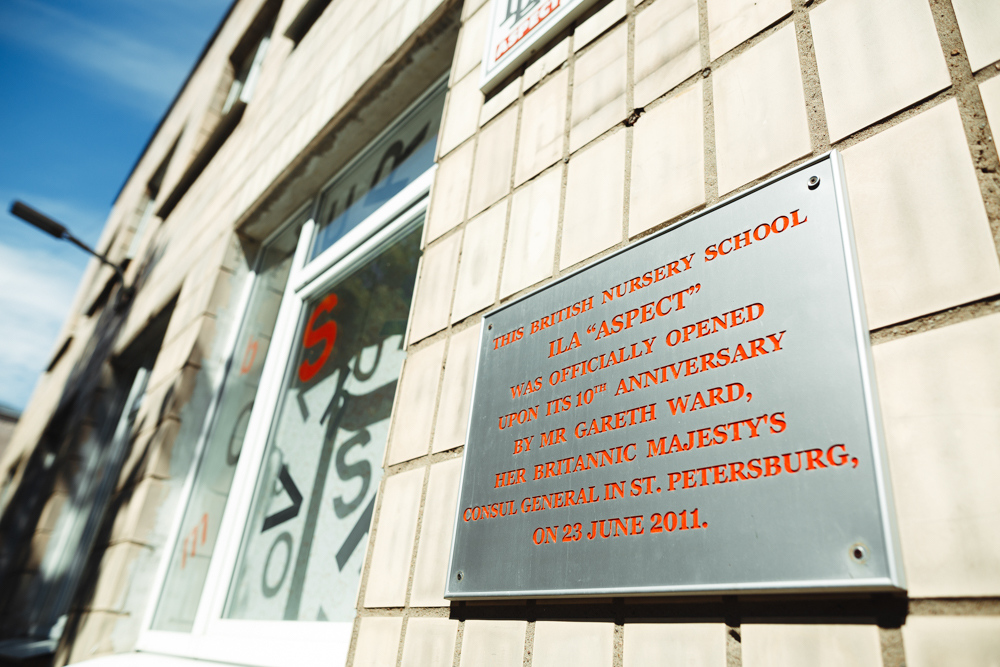 ASPECT
THIS BRITISH NURSERY SCHOOL
ILA “ASPECT”
WAS OFFICIALLY OPENED
UPON ITS 10TH ANNIVERSARY
BY MR GARETH WARD,
HER BRITANNIC MAJESTY'S
CONSUL GENERAL IN ST. PETERSBURG,
ON 23 JUNE 2011.
S